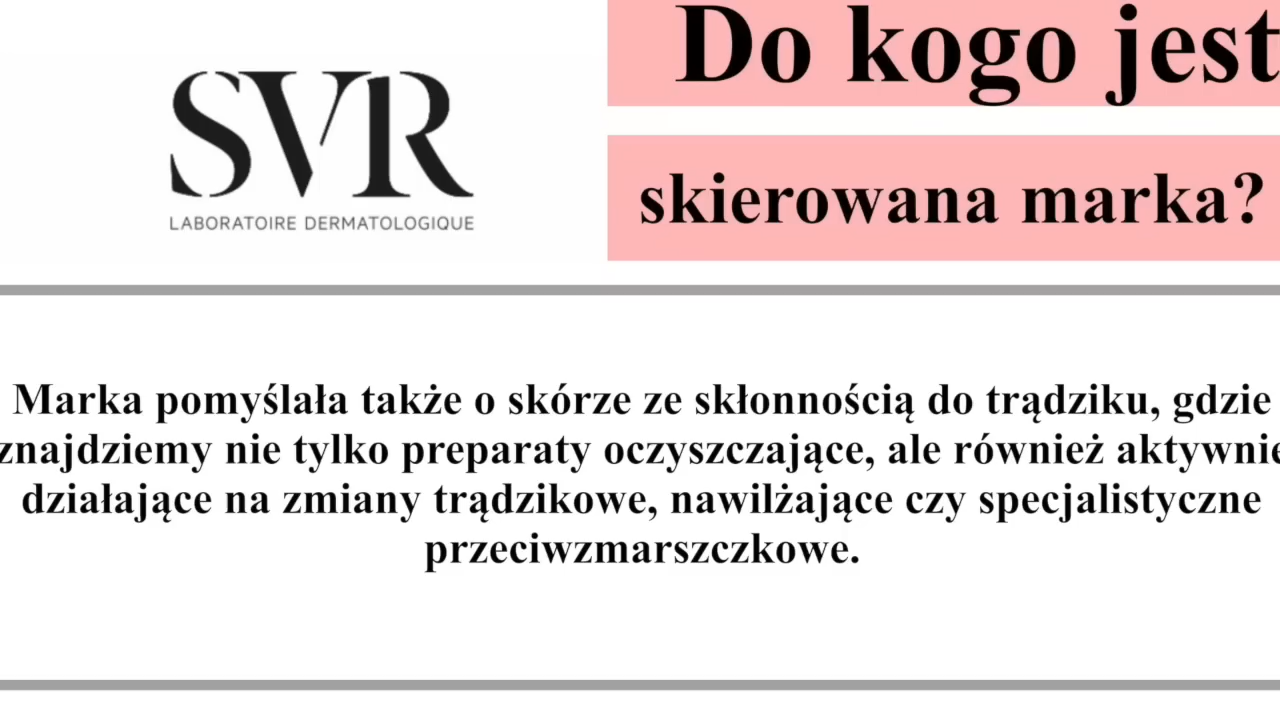 SVR
LABORATOIRE DERMATOLOGIQUE
Do kogo jest
skierowana marka?
Marka pomyślała także o skórze ze skłonnością do trądziku, gdzie
znajdziemy nie tylko preparaty oczyszczające, ale również aktywnie
działające na zmiany trądzikowe, nawilżające czy specjalistyczne
przeciwzmarszczkowe.